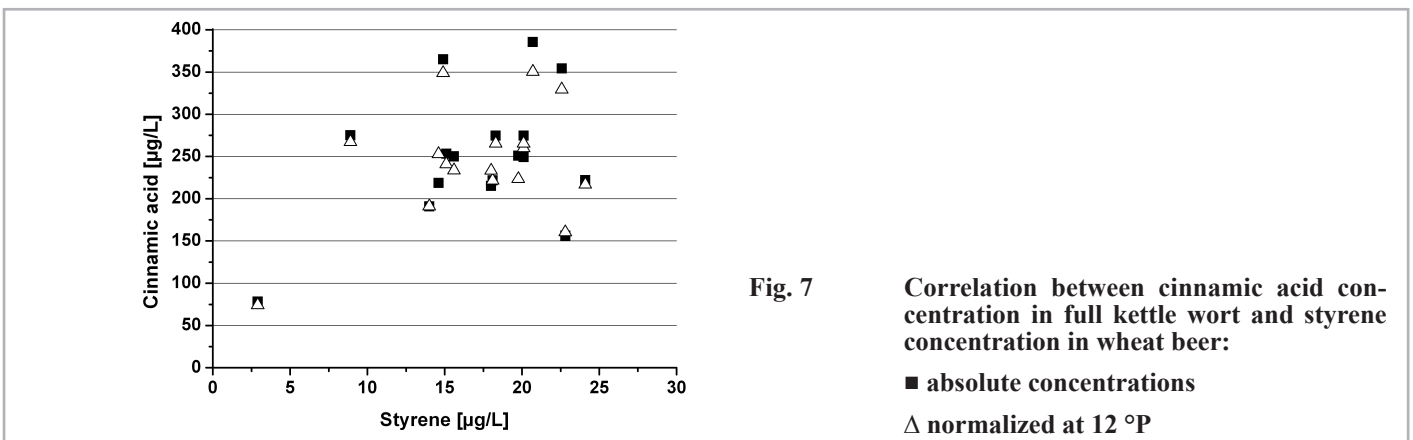 400
350
300
250
200
150
100
50
0
Cinnamic acid [µg/L]
0 5 10 15 20 25 30
Styrene [µg/L]
Fig. 7 Correlation between cinnamic acid con-
centration in full kettle wort and styrene
concentration in wheat beer:
■ absolute concentrations
Δ normalized at 12 °P